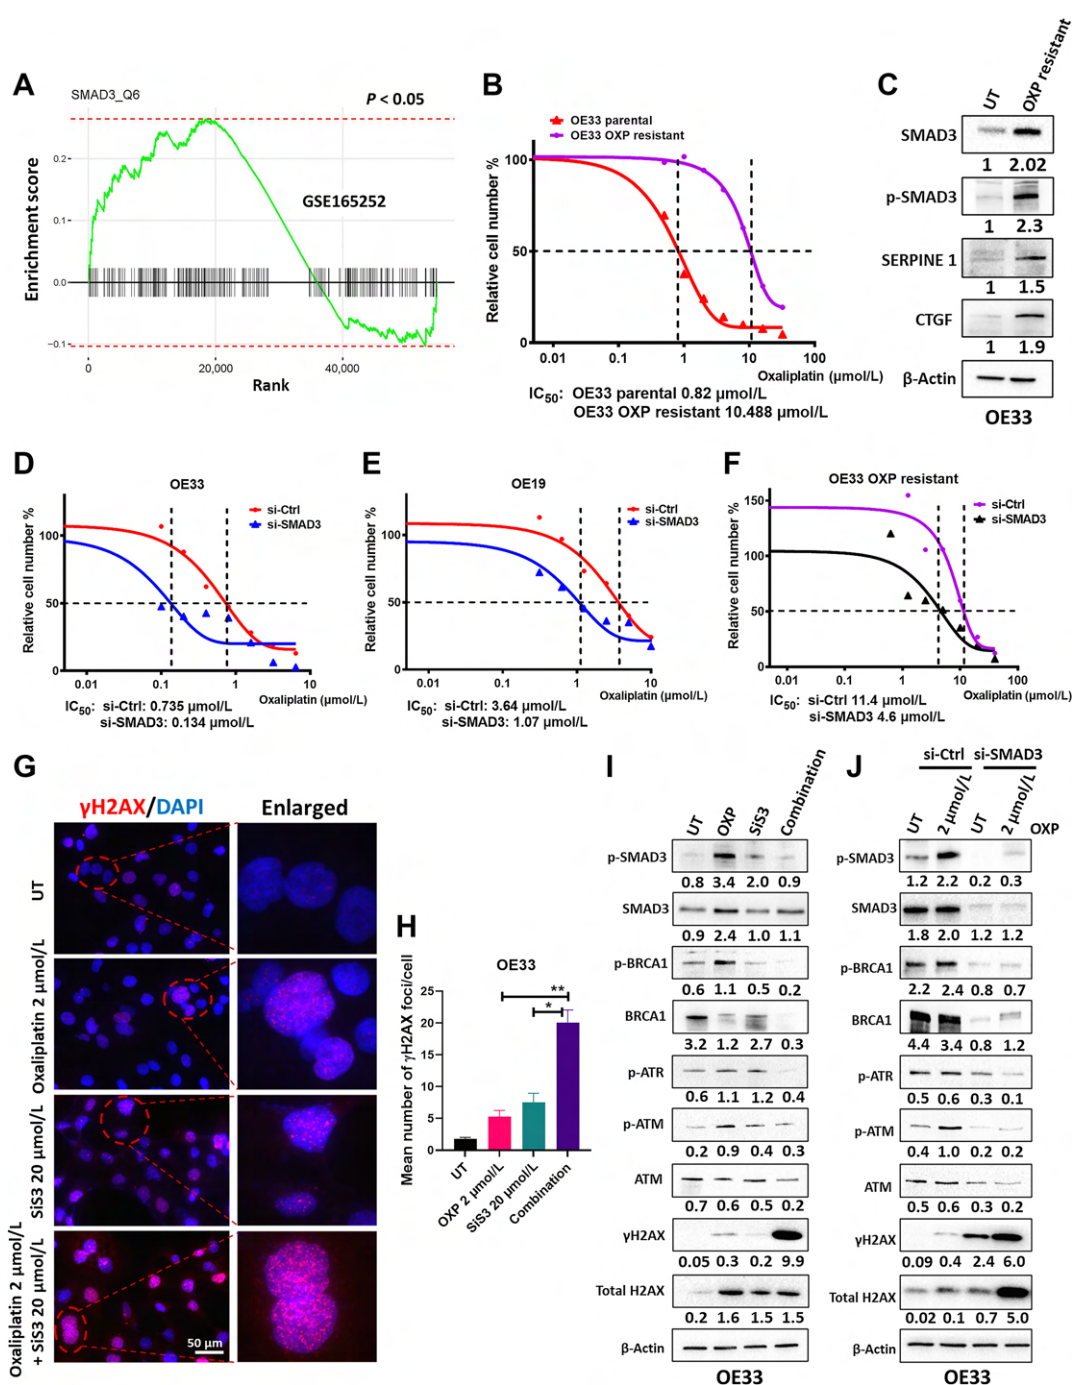 A
SMAD3_Q6
P < 0.05
GSE165252
Enrichment score
0.2
0.1
0.0
−0.1
0
20,000
40,000
Rank
B
OE33 parental
OE33 OXP resistant
Relative cell number %
100
50
0
0.01
0.1
1
10
100
Oxaliplatin (µmol/L)
IC50: OE33 parental 0.82 µmol/L
OE33 OXP resistant 10.488 µmol/L
C
UT
OXP resistant
SMAD3
1 2.02
p-SMAD3
1 2.3
SERPINE 1
1 1.5
CTGF
1 1.9
β-Actin
OE33
D
OE33
si-Ctrl
si-SMAD3
Relative cell number %
100
50
0
0.01
0.1
1
10
Oxaliplatin (µmol/L)
IC50: si-Ctrl: 0.735 µmol/L
si-SMAD3: 0.134 µmol/L
E
OE19
si-Ctrl
si-SMAD3
Relative cell number %
100
50
0
0.01
0.1
1
10
Oxaliplatin (µmol/L)
IC50: si-Ctrl: 3.64 µmol/L
si-SMAD3: 1.07 µmol/L
F
OE33 OXP resistant
si-Ctrl
si-SMAD3
Relative cell number %
150
100
50
0
0.01
0.1
1
10
100
Oxaliplatin (µmol/L)
IC50: si-Ctrl 11.4 µmol/L
si-SMAD3 4.6 µmol/L
G
γH2AX/DAPI
Enlarged
UT
Oxaliplatin 2 µmol/L
SiS3 20 µmol/L
Oxaliplatin 2 µmol/L
+ SiS3 20 µmol/L
50 µm
H
OE33
Mean number of γH2AX foci/cell
25
20
15
10
5
0
**
*
UT
OXP 2 µmol/L
SiS3 20 µmol/L
Combination
I
UT
OXP
SiS3
Combination
p-SMAD3
0.8 3.4 2.0 0.9
SMAD3
0.9 2.4 1.0 1.1
p-BRCA1
0.6 1.1 0.5 0.2
BRCA1
3.2 1.2 2.7 0.3
p-ATR
0.6 1.1 1.2 0.4
p-ATM
0.2 0.9 0.4 0.3
ATM
0.7 0.6 0.5 0.2
γH2AX
0.05 0.3 0.2 9.9
Total H2AX
0.2 1.6 1.5 1.5
β-Actin
OE33
J
si-Ctrl si-SMAD3
UT
2 µmol/L
UT
2 µmol/L
OXP
p-SMAD3
1.2 2.2 0.2 0.3
SMAD3
1.8 2.0 1.2 1.2
p-BRCA1
2.2 2.4 0.8 0.7
BRCA1
4.4 3.4 0.8 1.2
p-ATR
0.5 0.6 0.3 0.1
p-ATM
0.4 1.0 0.2 0.2
ATM
0.5 0.6 0.3 0.2
γH2AX
0.09 0.4 2.4 6.0
Total H2AX
0.02 0.1 0.7 5.0
β-Actin
OE33